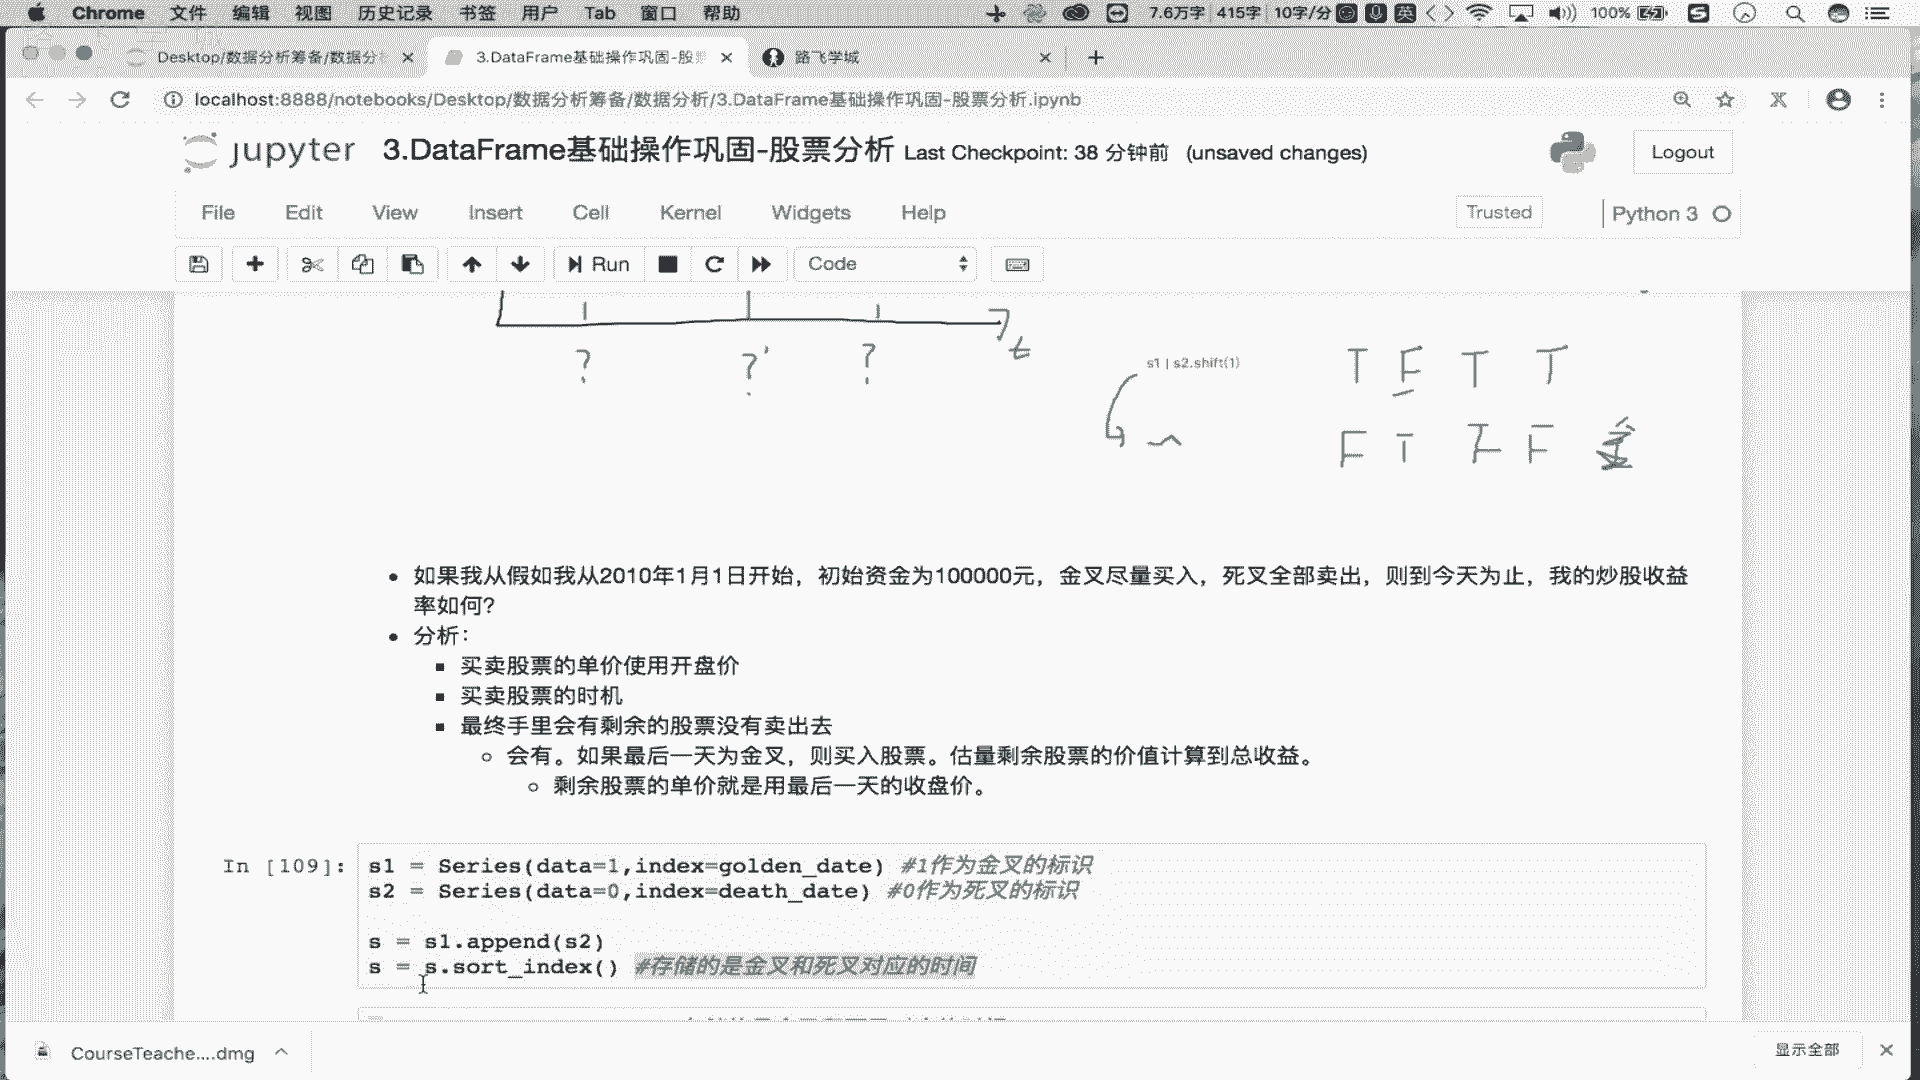 Chrome 文件 编辑 视图 历史记录 书签 用户 Tab 窗口 帮助 7.6万字 415字 10字/分 英 100%
Desktop/数据分析筹备/数据分 3.DataFrame基础操作巩固-股票 路飞学城
localhost:8888/notebooks/Desktop/数据分析筹备/数据分析/3.DataFrame基础操作巩固-股票分析.ipynb
jupyter 3.DataFrame基础操作巩固-股票分析 Last Checkpoint: 38 分钟前 (unsaved changes) Logout
File Edit View Insert Cell Kernel Widgets Help Trusted Python 3
Run Code
t
? ?' ?
s1 | s2.shift(1)
T F T T
F T F F
如果我从假如我从2010年1月1日开始，初始资金为100000元，金叉尽量买入，死叉全部卖出，则到今天为止，我的炒股收益
率如何？
分析：
买卖股票的单价使用开盘价
买卖股票的时机
最终手里会有剩余的股票没有卖出去
会有。如果最后一天为金叉，则买入股票。估量剩余股票的价值计算到总收益。
剩余股票的单价就是用最后一天的收盘价。
In [109]: s1 = Series(data=1,index=golden_date) #1作为金叉的标识
s2 = Series(data=0,index=death_date) #0作为死叉的标识
s = s1.append(s2)
s = s.sort_index() #存储的是金叉和死叉对应的时间
CourseTeache....dmg 显示全部